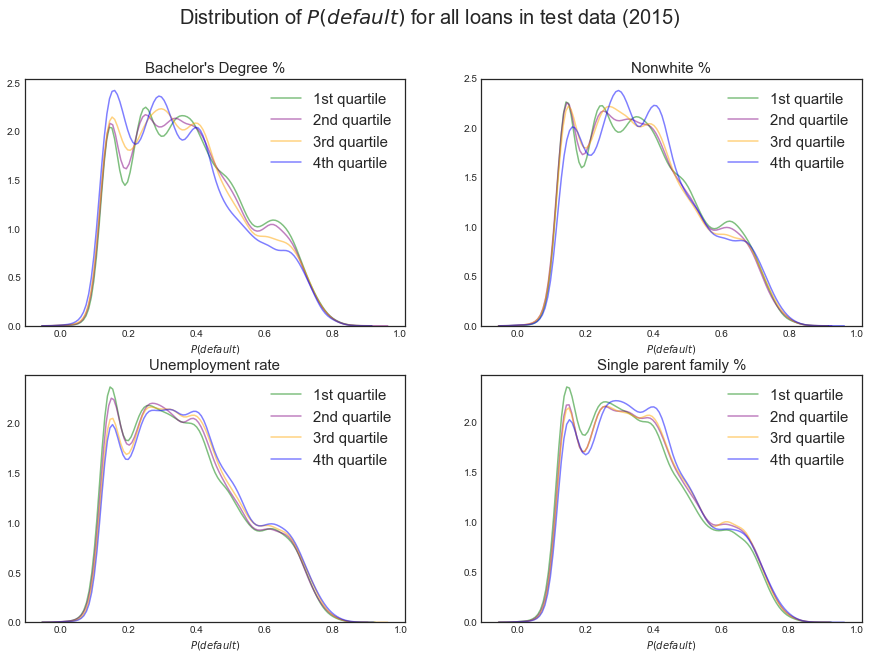 Distribution of P(default) for all loans in test data (2015)
Bachelor's Degree %
2.5
2.0
1.5
1.0
0.5
0.0
1st quartile
2nd quartile
3rd quartile
4th quartile
0.0 0.2 0.4 0.6 0.8 1.0
P(default)
Nonwhite %
2.5
2.0
1.5
1.0
0.5
0.0
1st quartile
2nd quartile
3rd quartile
4th quartile
0.0 0.2 0.4 0.6 0.8 1.0
P(default)
Unemployment rate
2.0
1.5
1.0
0.5
0.0
1st quartile
2nd quartile
3rd quartile
4th quartile
0.0 0.2 0.4 0.6 0.8 1.0
P(default)
Single parent family %
2.0
1.5
1.0
0.5
0.0
1st quartile
2nd quartile
3rd quartile
4th quartile
0.0 0.2 0.4 0.6 0.8 1.0
P(default)